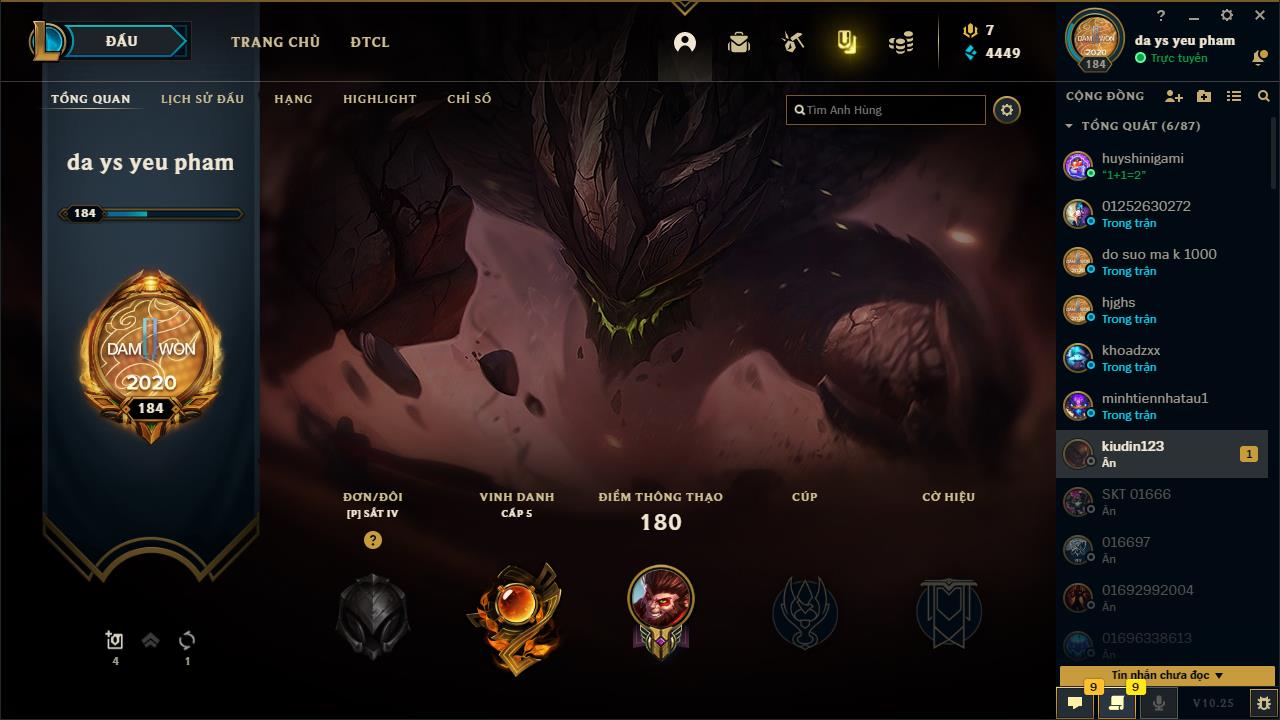 ĐẤU
TRANG CHỦ
ĐTCL
7
4449
da ys yeu pham
Trực tuyến
184
TỔNG QUAN
LỊCH SỬ ĐẤU
HẠNG
HIGHLIGHT
CHỈ SỐ
Tìm Anh Hùng
CỘNG ĐỒNG
TỔNG QUÁT (6/87)
da ys yeu pham
184
DAMWON
2020
184
4
1
ĐƠN/ĐÔI
[P] SẮT IV
?
VINH DANH
CẤP 5
ĐIỂM THÔNG THẠO
180
CÚP
CỜ HIỆU
huyshinigami
"1+1=2"
01252630272
Trong trận
do suo ma k 1000
Trong trận
hjghs
Trong trận
khoadzxx
Trong trận
minhtiennhatau1
Trong trận
kiudin123
Ẩn
1
SKT 01666
Ẩn
016697
Ẩn
01692992004
Ẩn
01696338613
Ẩn
Tin nhắn chưa đọc
9
9
V10.25